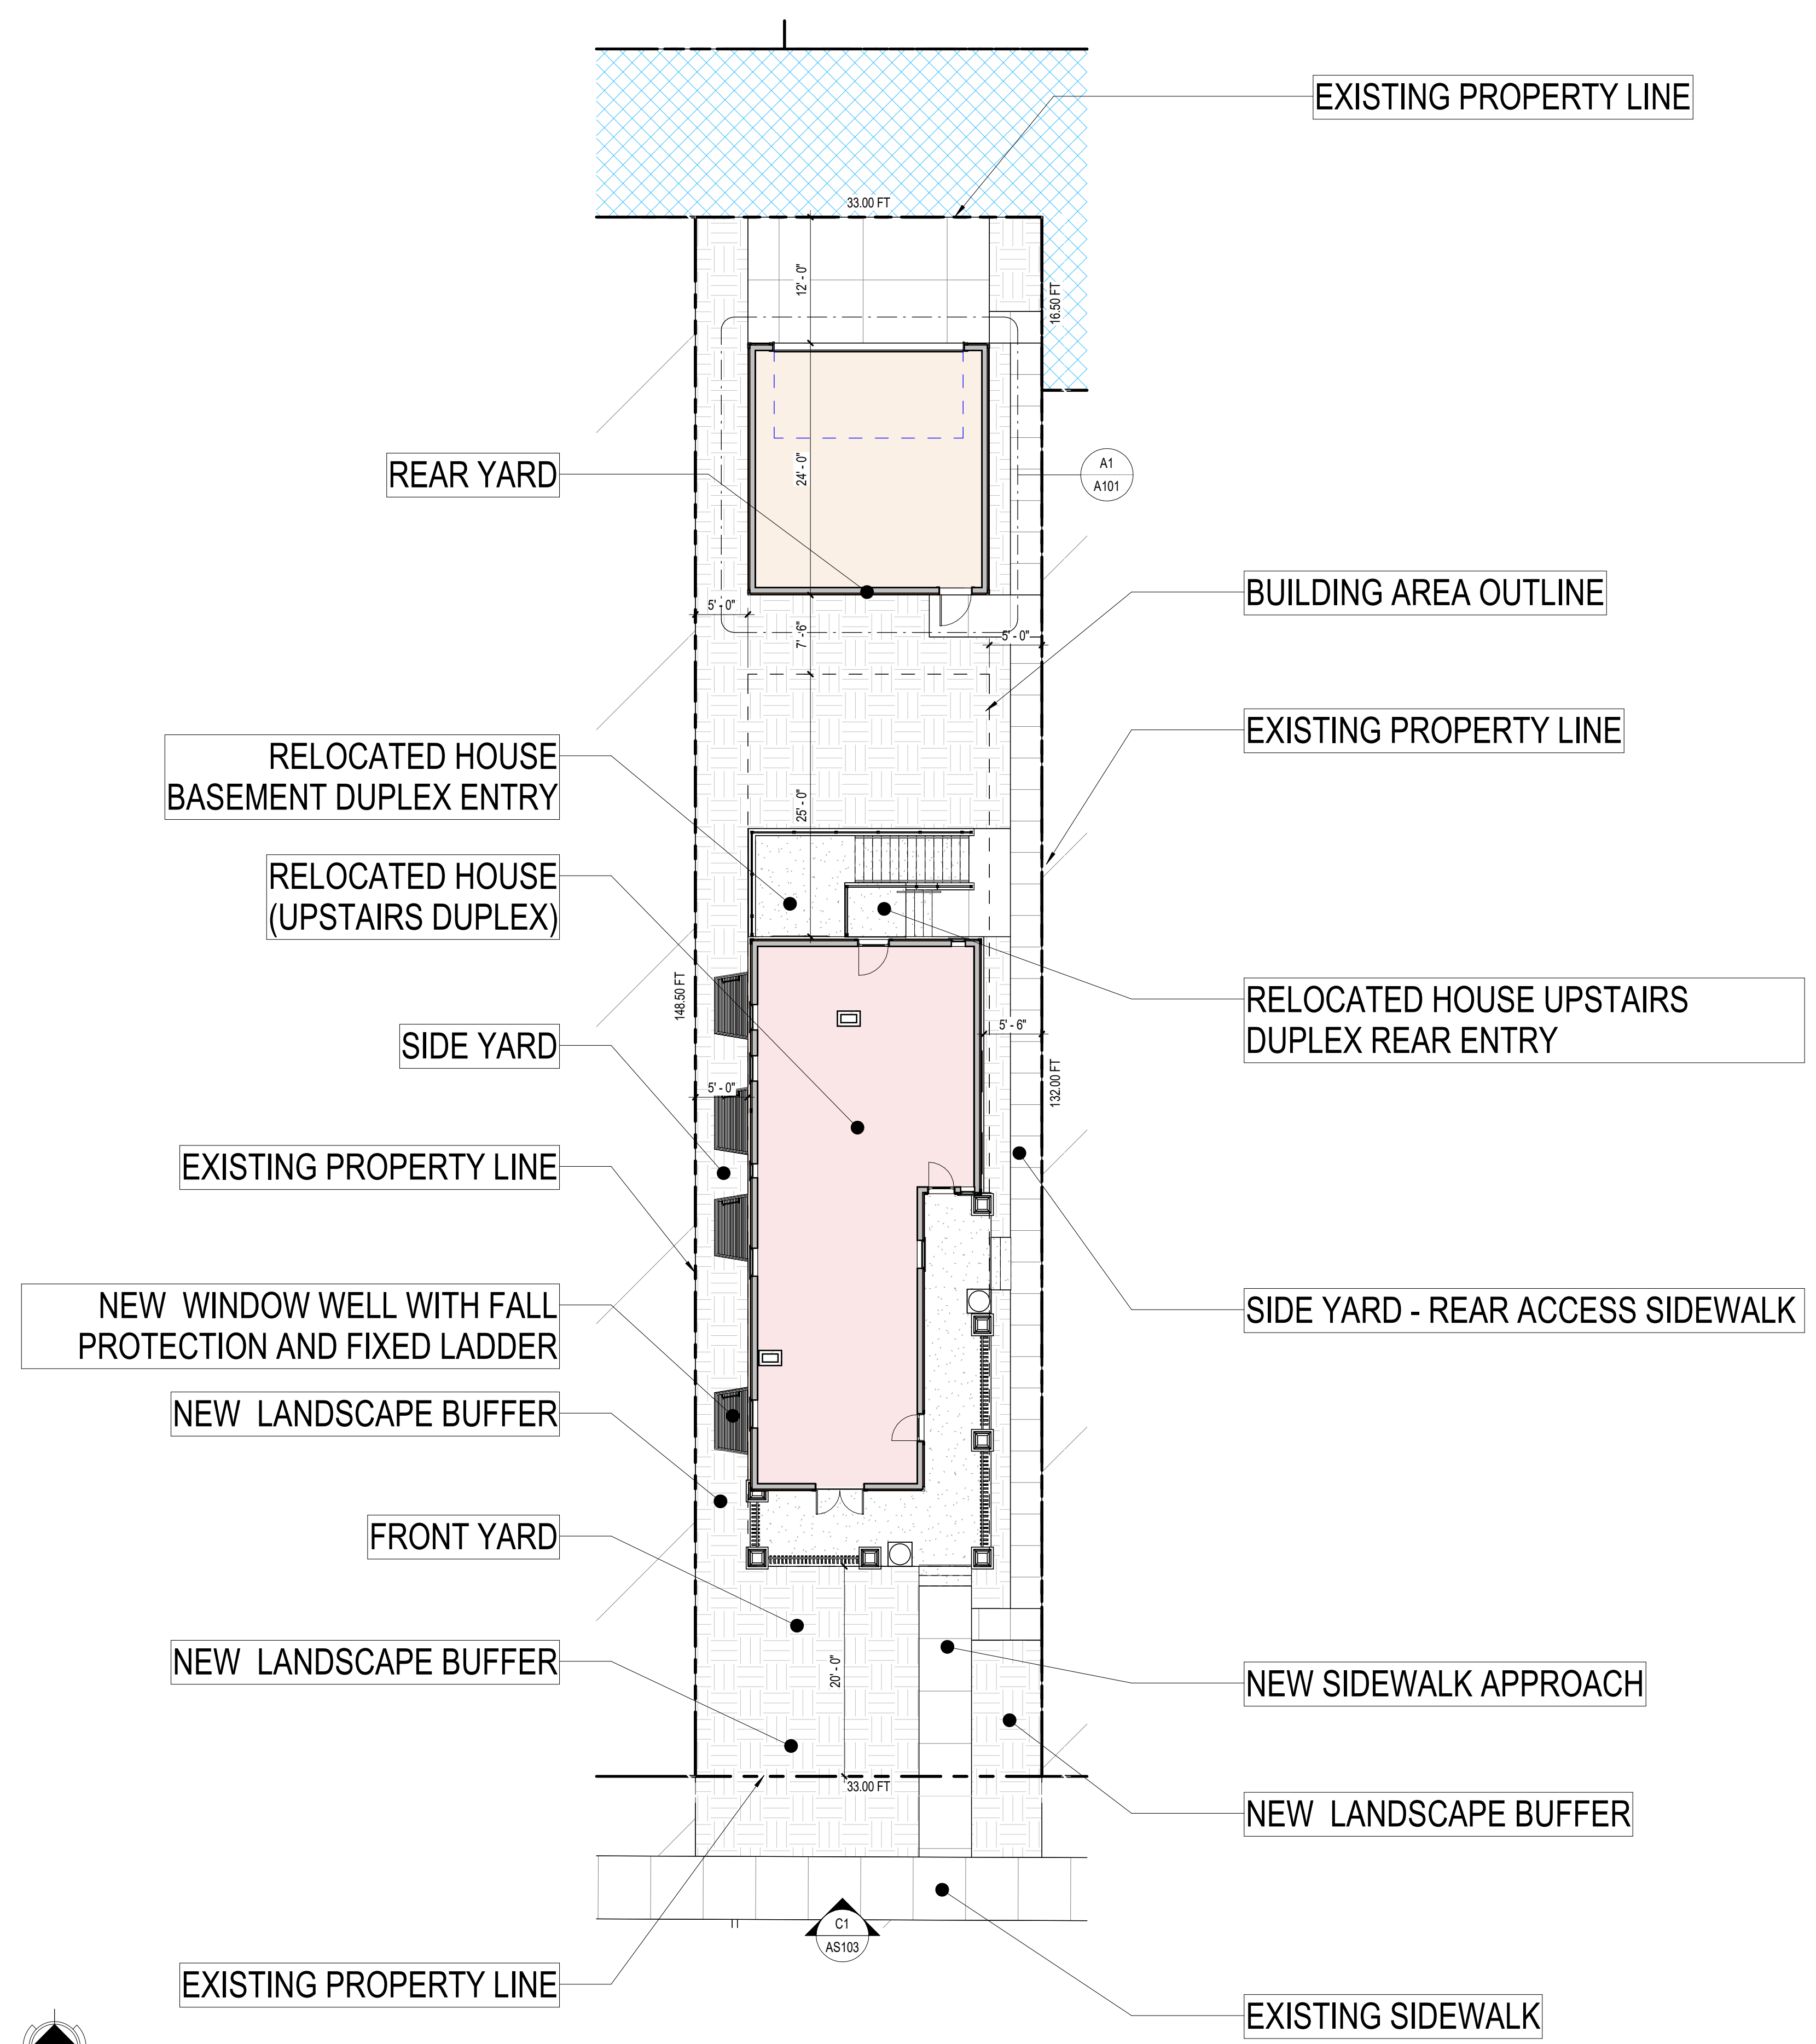 EXISTING PROPERTY LINE
33.00 FT
12' - 0"
16.50 FT
REAR YARD
24' - 0"
A1
A101
BUILDING AREA OUTLINE
5' - 0"
7' - 6"
5' - 0"
EXISTING PROPERTY LINE
RELOCATED HOUSE
BASEMENT DUPLEX ENTRY
25' - 0"
RELOCATED HOUSE
(UPSTAIRS DUPLEX)
148.50 FT
RELOCATED HOUSE UPSTAIRS
DUPLEX REAR ENTRY
5' - 6"
SIDE YARD
5' - 0"
132.00 FT
EXISTING PROPERTY LINE
NEW WINDOW WELL WITH FALL
PROTECTION AND FIXED LADDER
SIDE YARD - REAR ACCESS SIDEWALK
NEW LANDSCAPE BUFFER
FRONT YARD
NEW LANDSCAPE BUFFER
20' - 0"
NEW SIDEWALK APPROACH
33.00 FT
NEW LANDSCAPE BUFFER
C1
AS103
EXISTING PROPERTY LINE
EXISTING SIDEWALK